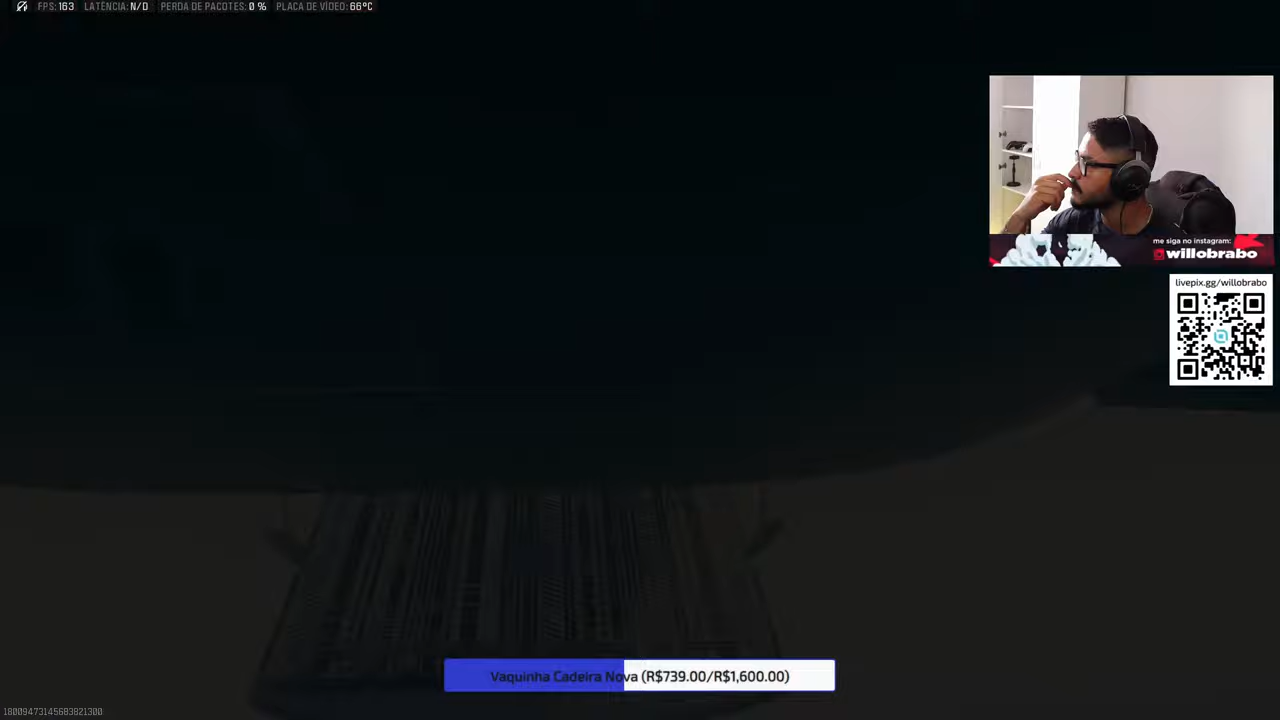 FPS: 163 LATÊNCIA: N/D PERDA DE PACOTES: 0 % PLACA DE VÍDEO: 66°C
me siga no instagram:
willobrabo
livepix.gg/willobrabo
Vaquinha Cadeira Nova (R$739.00/R$1,600.00)
18009473145683821300